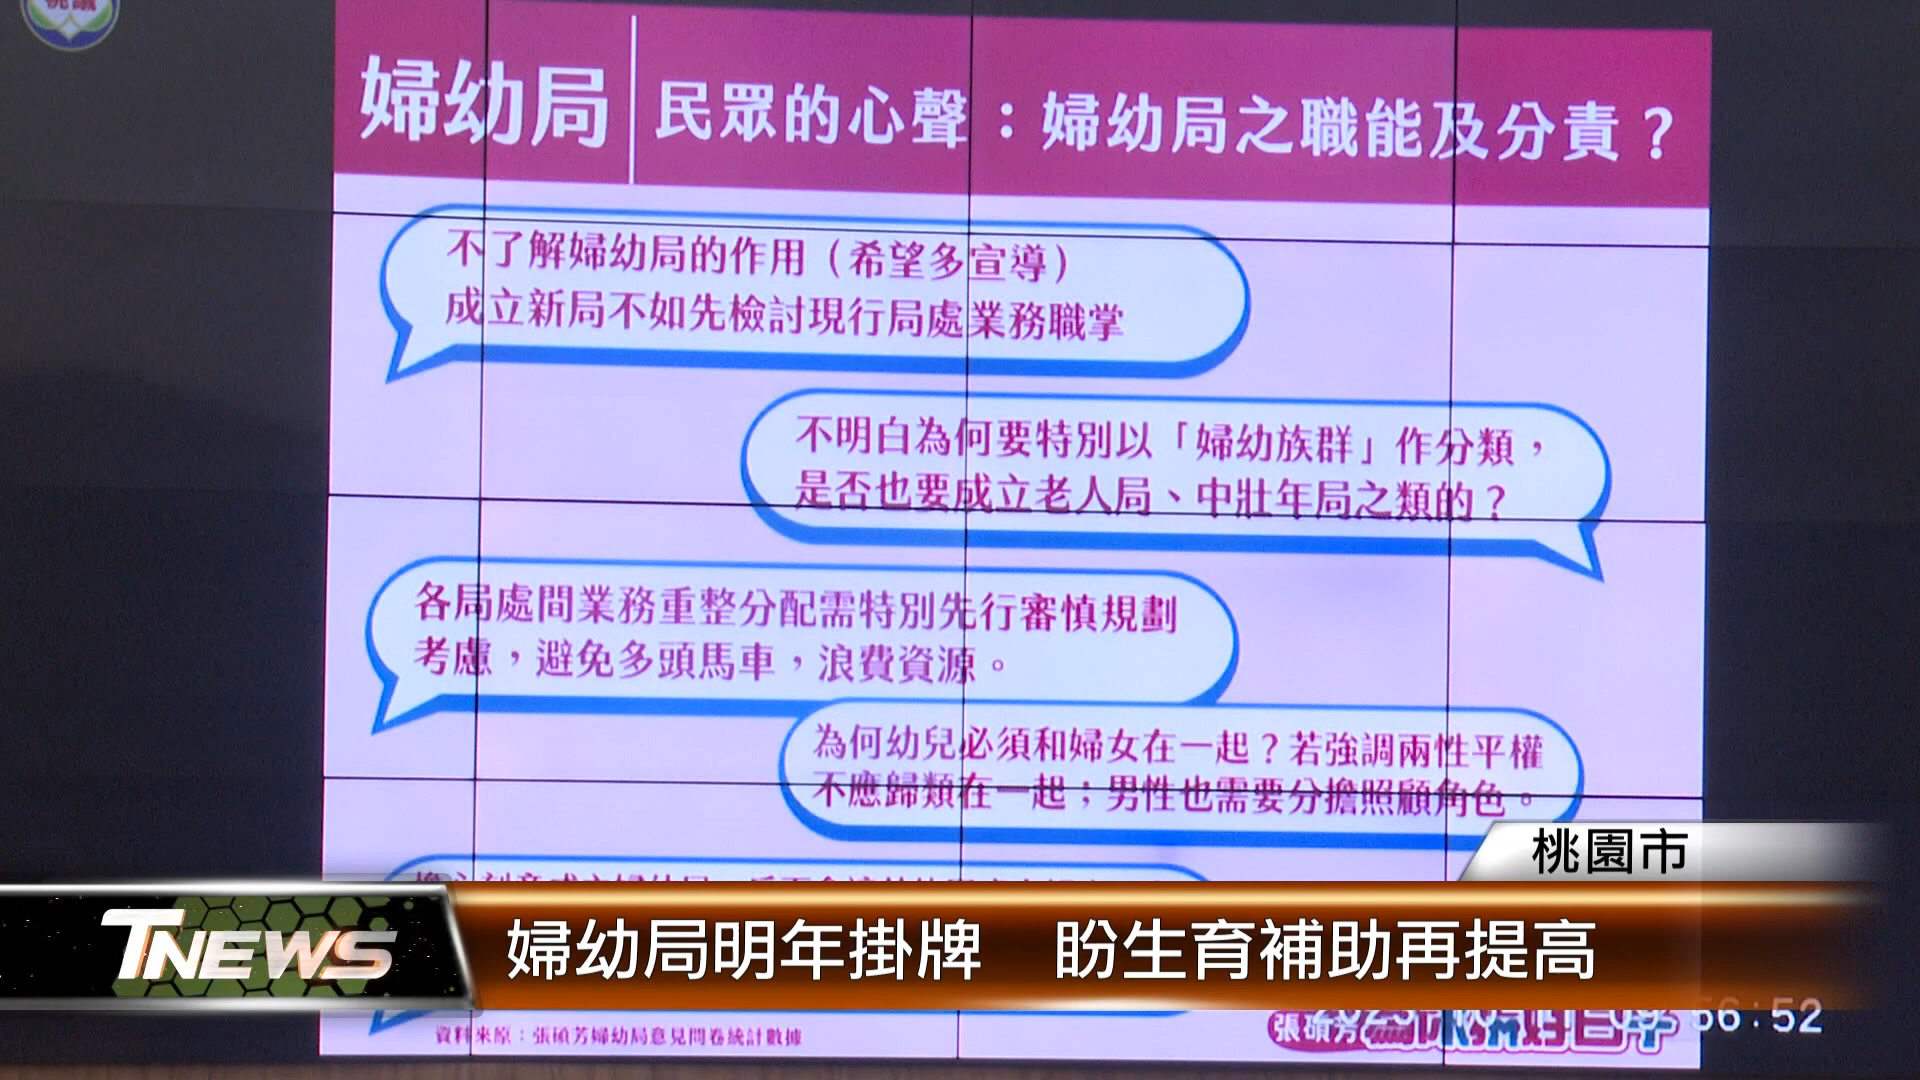 桃議
婦幼局 民眾的心聲：婦幼局之職能及分責？
不了解婦幼局的作用（希望多宣導）
成立新局不如先檢討現行局處業務職掌
不明白為何要特別以「婦幼族群」作分類，
是否也要成立老人局、中壯年局之類的？
各局處間業務重整分配需特別先行審慎規劃
考慮，避免多頭馬車，浪費資源。
為何幼兒必須和婦女在一起？若強調兩性平權
不應歸類在一起；男性也需要分擔照顧角色。
桃園市
TNEWS
婦幼局明年掛牌 盼生育補助再提高
資料來原：張碩芳婦幼局意見問卷統計數據
張碩芳
56:52